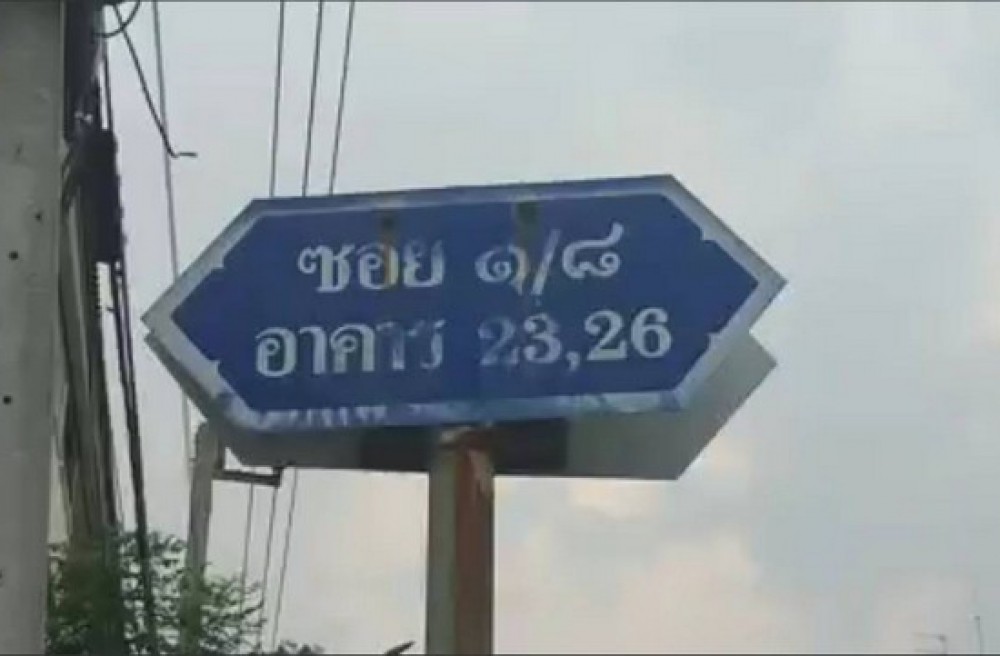 ซอย ๑/๘
อาคาร 23,26